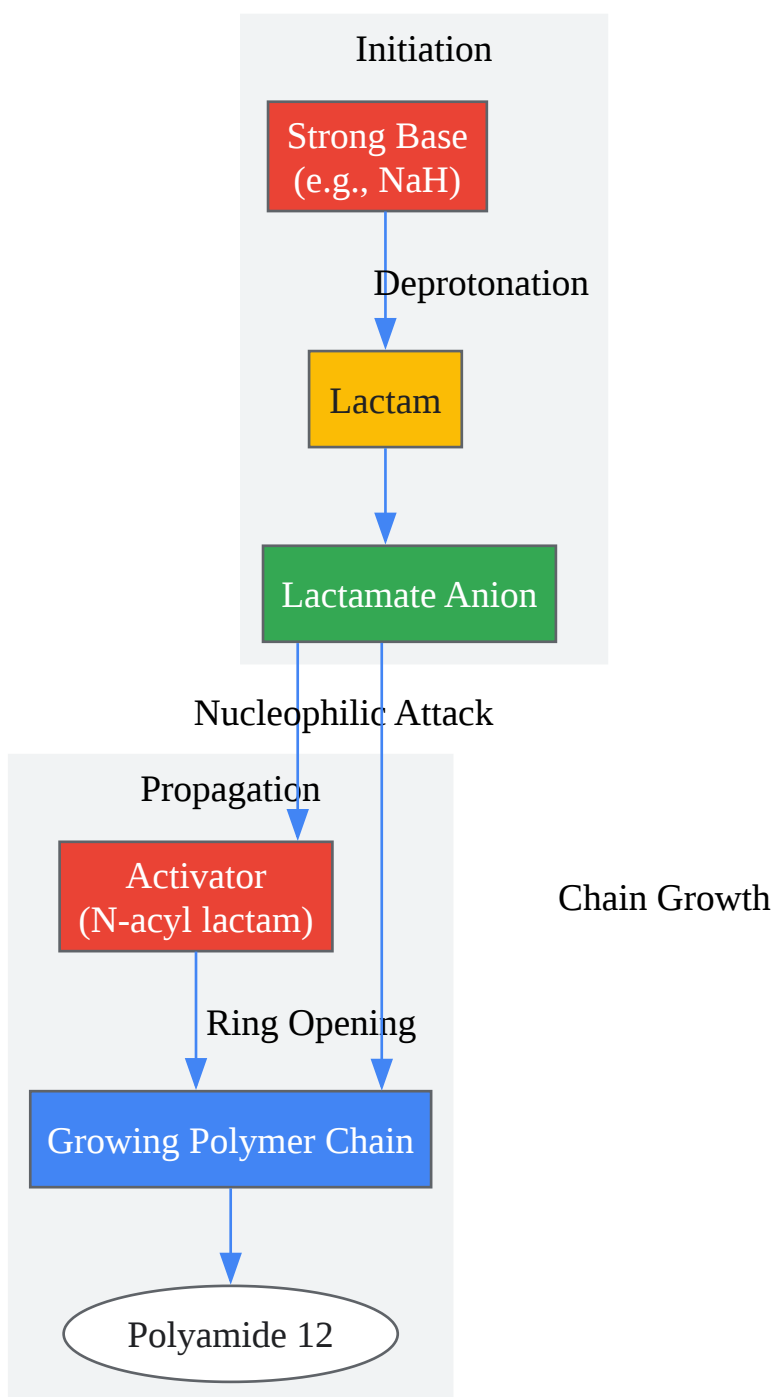 Initiation
Strong Base
(e.g., NaH)
Deprotonation
Lactam
Lactamate Anion
Nucleophilic Attack
Propagation
Activator
(N-acyl lactam)
Chain Growth
Ring Opening
Growing Polymer Chain
Polyamide 12